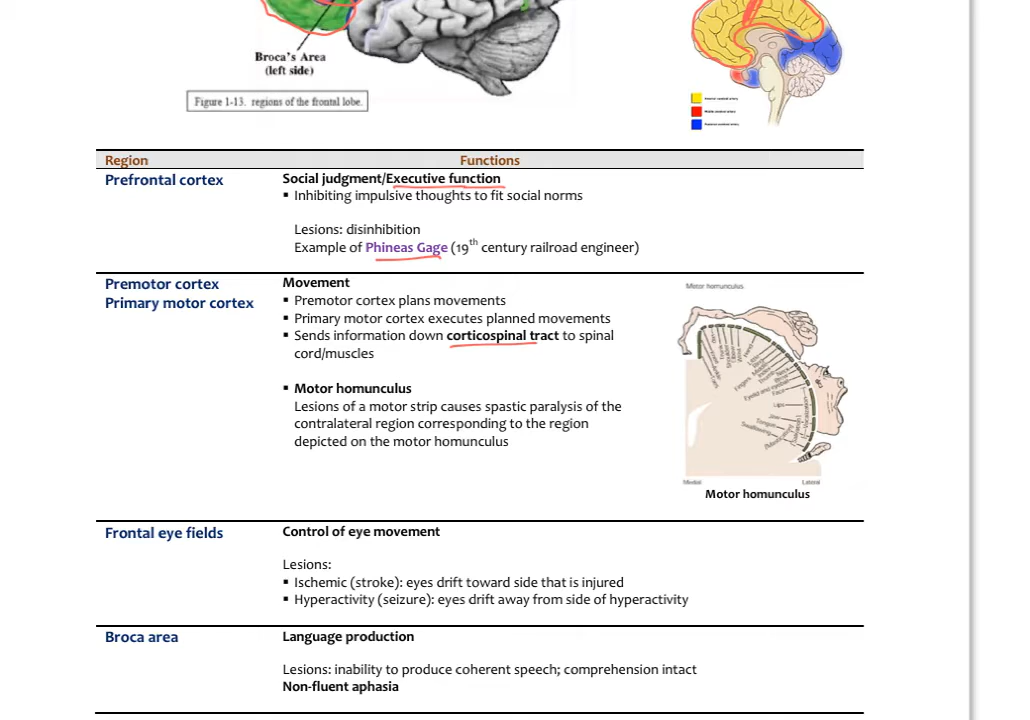 Broca's Area
(left side)
Figure 1-13. regions of the frontal lobe.
Region Functions
Prefrontal cortex
Social judgment/Executive function
▪ Inhibiting impulsive thoughts to fit social norms
Lesions: disinhibition
Example of Phineas Gage (19th century railroad engineer)
Premotor cortex
Primary motor cortex
Movement
▪ Premotor cortex plans movements
▪ Primary motor cortex executes planned movements
▪ Sends information down corticospinal tract to spinal
cord/muscles
▪ Motor homunculus
Lesions of a motor strip causes spastic paralysis of the
contralateral region corresponding to the region
depicted on the motor homunculus
Motor homunculus
Lips
Medial Lateral
Motor homunculus
Frontal eye fields
Control of eye movement
Lesions:
▪ Ischemic (stroke): eyes drift toward side that is injured
▪ Hyperactivity (seizure): eyes drift away from side of hyperactivity
Broca area
Language production
Lesions: inability to produce coherent speech; comprehension intact
Non-fluent aphasia